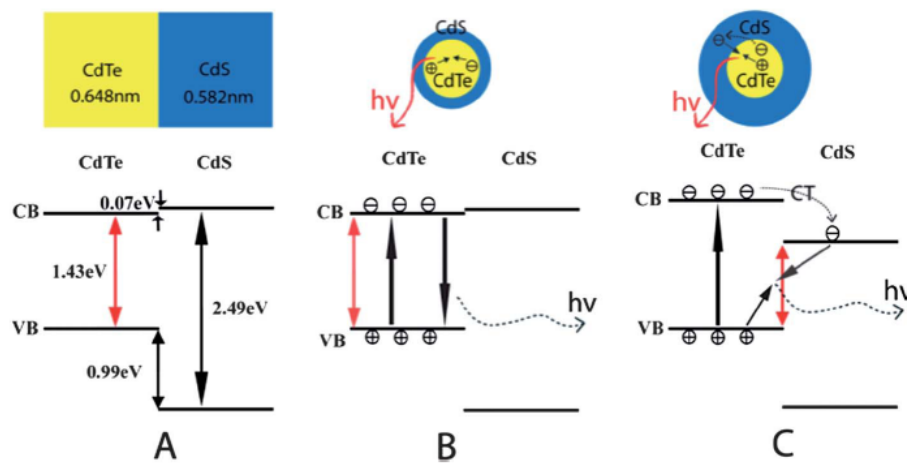 CdTe
0.648nm
CdS
0.582nm
CdTe
CdS
CB
0.07eV
1.43eV
2.49eV
VB
0.99eV
A
CdS
CdTe
hv
CdTe
CdS
CB
VB
hv
B
CdS
CdTe
hv
CdTe
CdS
CB
CT
VB
hv
C